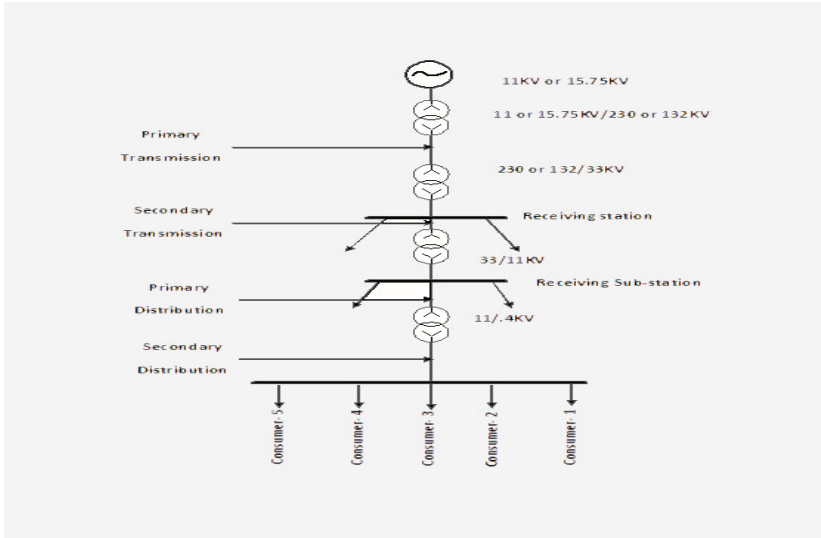 11KV or 15.75KV
11 or 15.75KV/230 or 132KV
Primary
Transmission
230 or 132/33KV
Secondary
Transmission
Receiving station
33/11KV
Receiving Sub-station
Primary
Distribution
11/.4KV
Secondary
Distribution
Consumer- 5
Consumer- 4
Consumer- 3
Consumer- 2
Consumer- 1